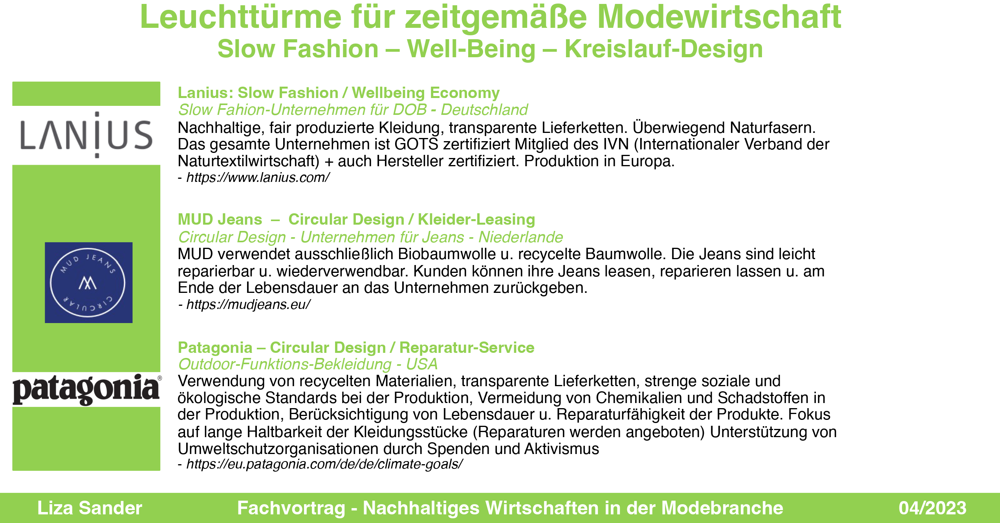 Leuchttürme für zeitgemäße Modewirtschaft
Slow Fashion – Well-Being – Kreislauf-Design
LANIUS
Lanius: Slow Fashion / Wellbeing Economy
Slow Fahion-Unternehmen für DOB - Deutschland
Nachhaltige, fair produzierte Kleidung, transparente Lieferketten. Überwiegend Naturfasern.
Das gesamte Unternehmen ist GOTS zertifiziert Mitglied des IVN (Internationaler Verband der
Naturtextilwirtschaft) + auch Hersteller zertifiziert. Produktion in Europa.
- https://www.lanius.com/
MUD JEANS
M
CIRCULAR
MUD Jeans – Circular Design / Kleider-Leasing
Circular Design - Unternehmen für Jeans - Niederlande
MUD verwendet ausschließlich Biobaumwolle u. recycelte Baumwolle. Die Jeans sind leicht
reparierbar u. wiederverwendbar. Kunden können ihre Jeans leasen, reparieren lassen u. am
Ende der Lebensdauer an das Unternehmen zurückgeben.
- https://mudjeans.eu/
patagonia®
Patagonia – Circular Design / Reparatur-Service
Outdoor-Funktions-Bekleidung - USA
Verwendung von recycelten Materialien, transparente Lieferketten, strenge soziale und
ökologische Standards bei der Produktion, Vermeidung von Chemikalien und Schadstoffen in
der Produktion, Berücksichtigung von Lebensdauer u. Reparaturfähigkeit der Produkte. Fokus
auf lange Haltbarkeit der Kleidungsstücke (Reparaturen werden angeboten) Unterstützung von
Umweltschutzorganisationen durch Spenden und Aktivismus
- https://eu.patagonia.com/de/de/climate-goals/
Liza Sander Fachvortrag - Nachhaltiges Wirtschaften in der Modebranche 04/2023